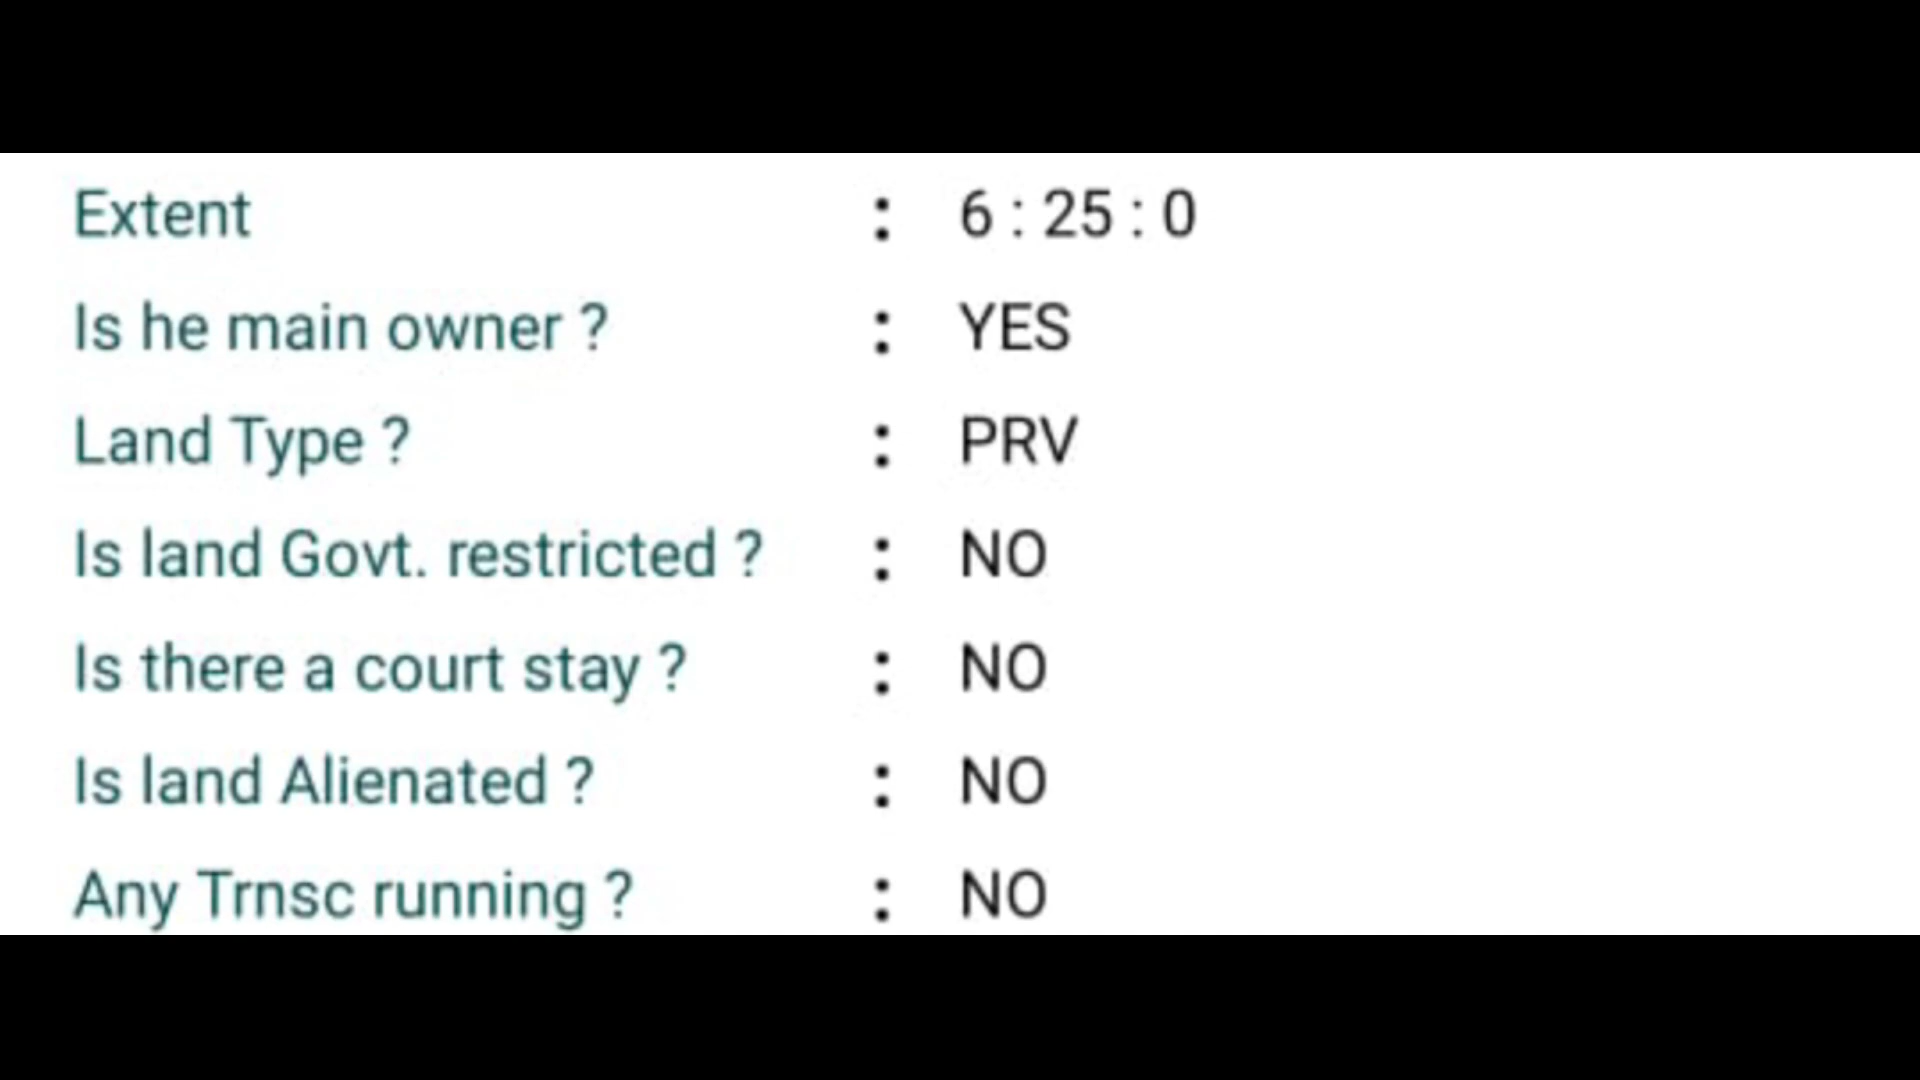 Extent : 6 : 25 : 0
Is he main owner ? : YES
Land Type ? : PRV
Is land Govt. restricted ? : NO
Is there a court stay ? : NO
Is land Alienated ? : NO
Any Trnsc running ? : NO